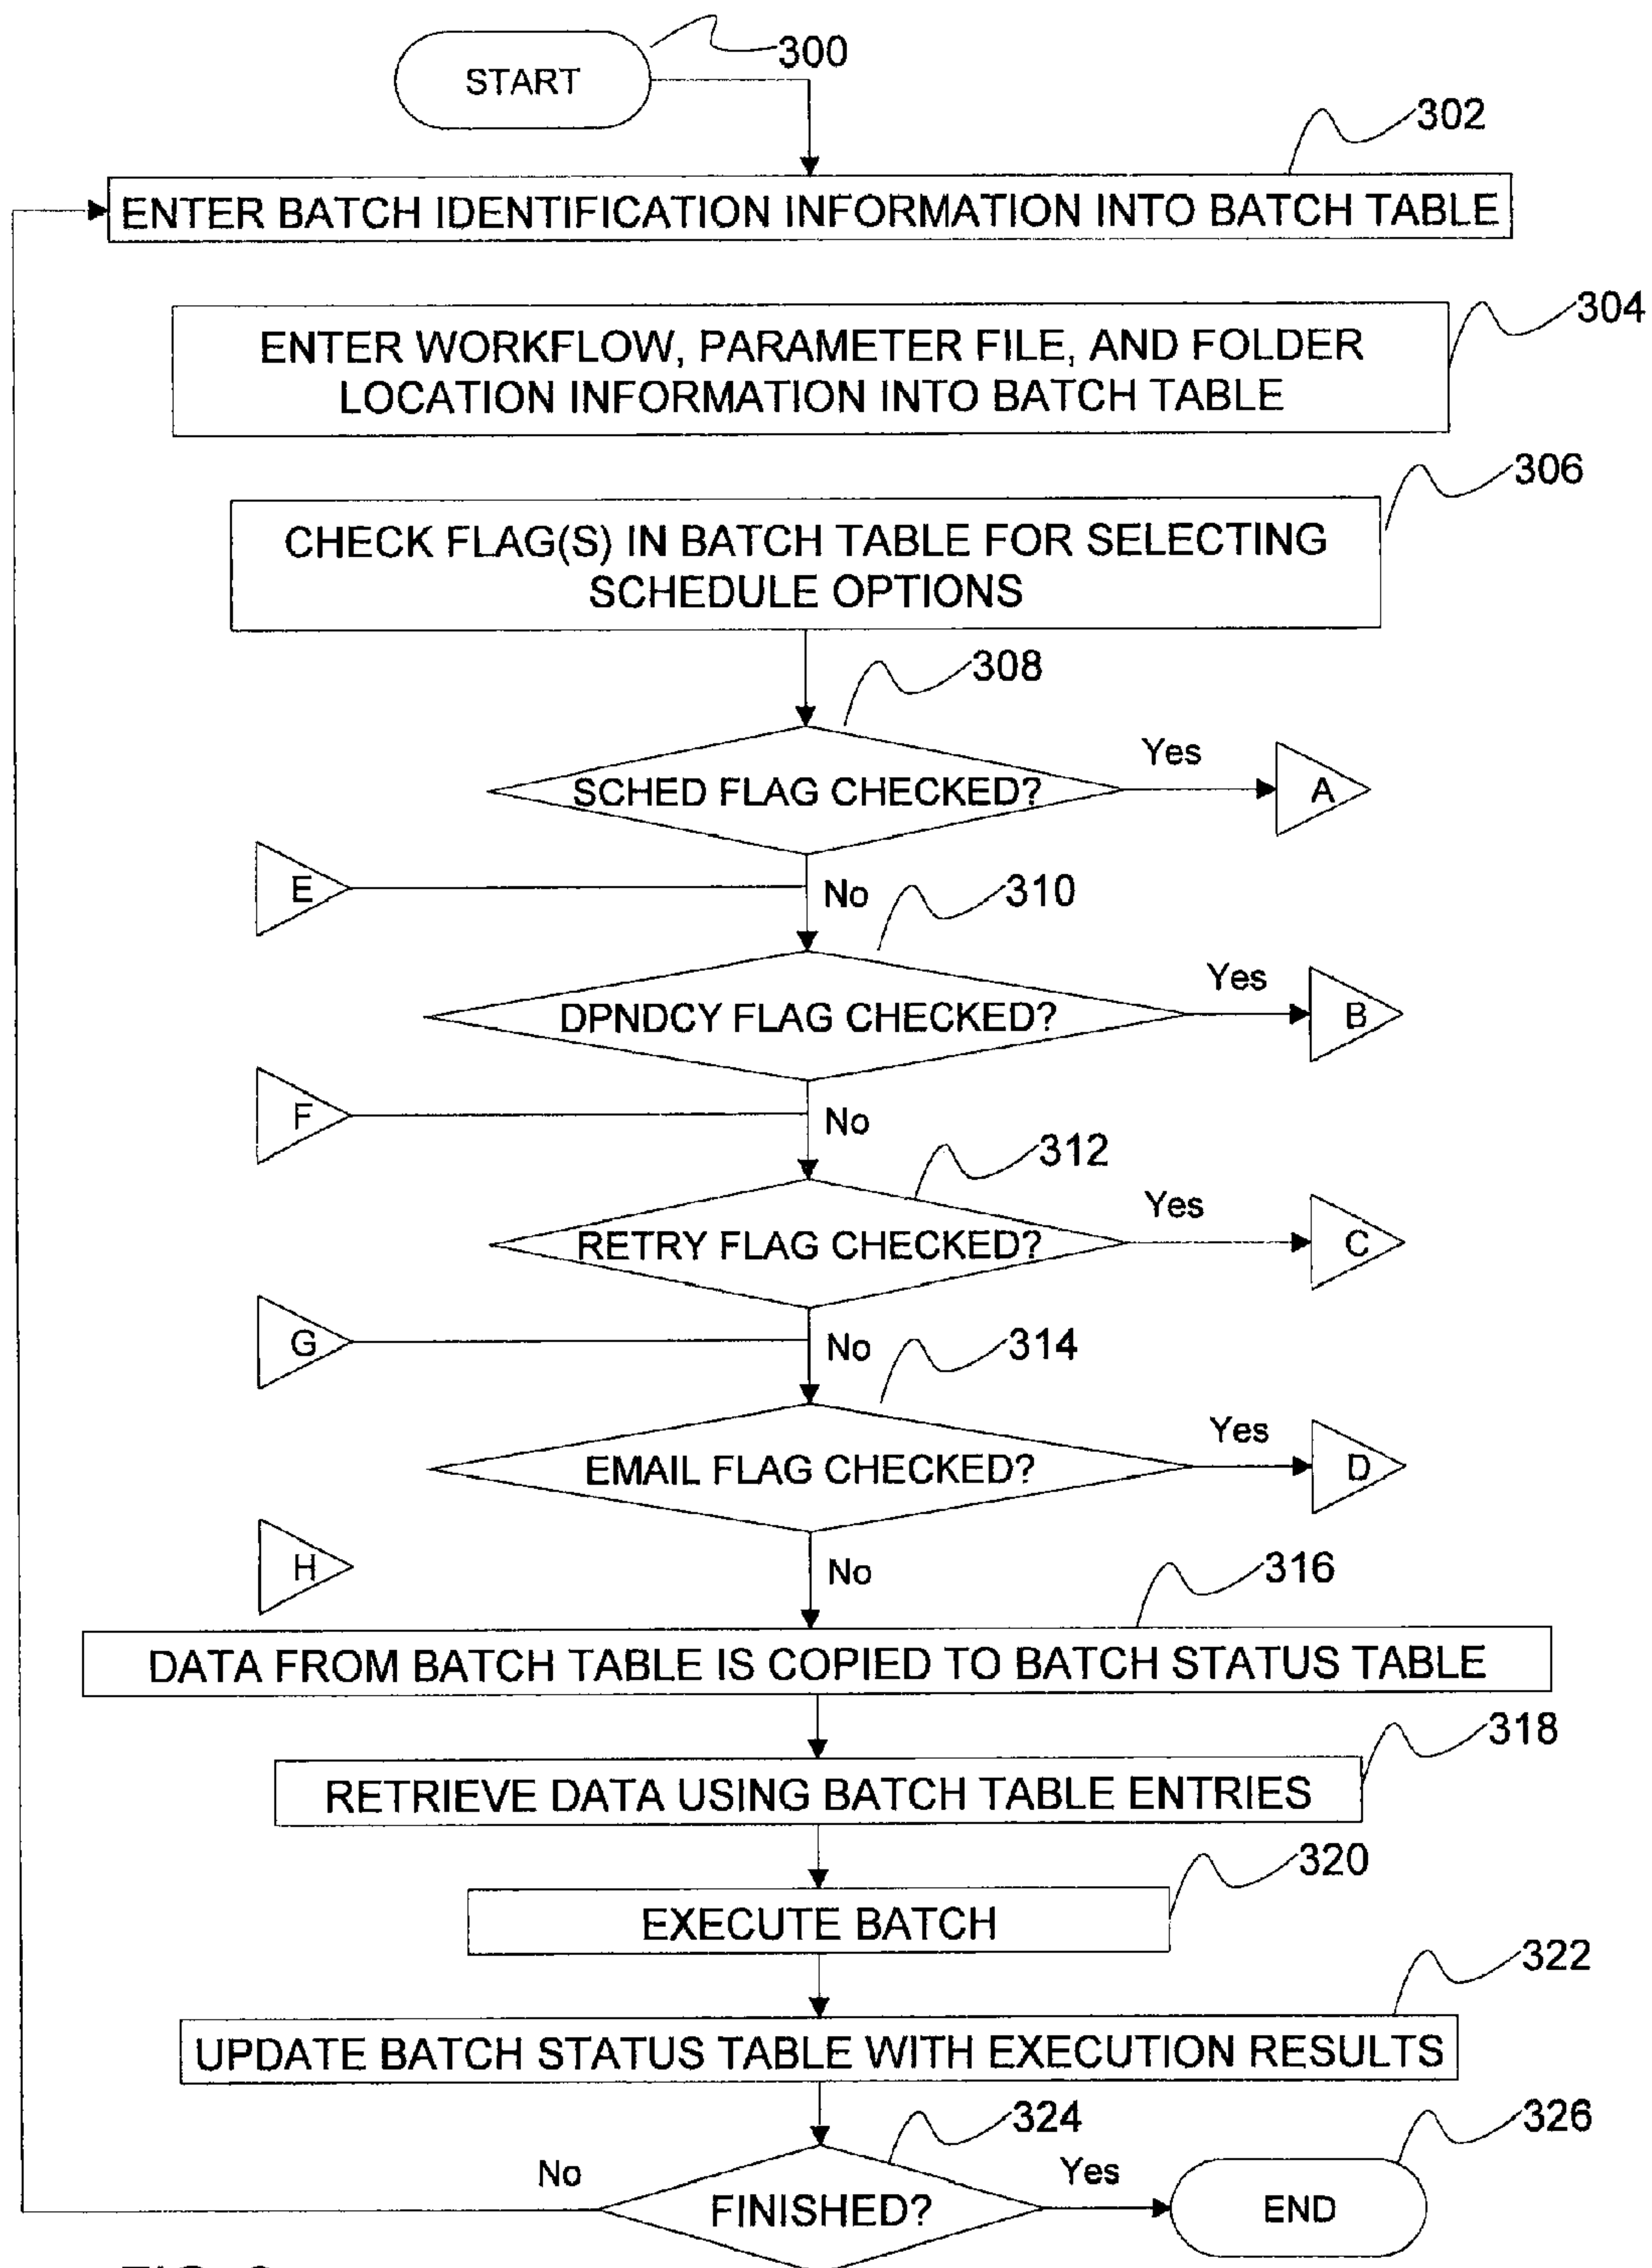 START
300
302
ENTER BATCH IDENTIFICATION INFORMATION INTO BATCH TABLE
304
ENTER WORKFLOW, PARAMETER FILE, AND FOLDER
LOCATION INFORMATION INTO BATCH TABLE
306
CHECK FLAG(S) IN BATCH TABLE FOR SELECTING
SCHEDULE OPTIONS
308
SCHED FLAG CHECKED?
Yes
A
E
No
310
DPNDCY FLAG CHECKED?
Yes
B
F
No
312
RETRY FLAG CHECKED?
Yes
C
G
No
314
EMAIL FLAG CHECKED?
Yes
D
H
No
316
DATA FROM BATCH TABLE IS COPIED TO BATCH STATUS TABLE
318
RETRIEVE DATA USING BATCH TABLE ENTRIES
320
EXECUTE BATCH
322
UPDATE BATCH STATUS TABLE WITH EXECUTION RESULTS
324
326
No
FINISHED?
Yes
END